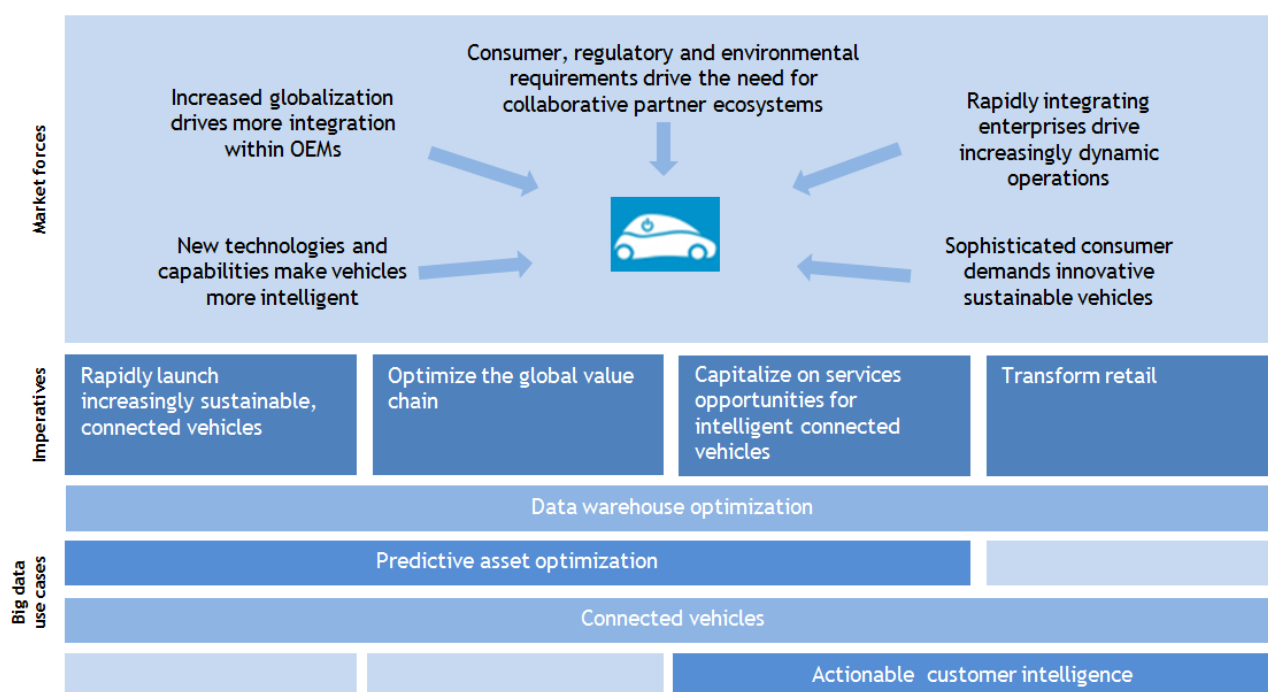 Market forces
Consumer, regulatory and environmental
requirements drive the need for
collaborative partner ecosystems
Increased globalization
drives more integration
within OEMs
Rapidly integrating
enterprises drive
increasingly dynamic
operations
New technologies and
capabilities make vehicles
more intelligent
Sophisticated consumer
demands innovative
sustainable vehicles
Imperatives
Rapidly launch
increasingly sustainable,
connected vehicles
Optimize the global value
chain
Capitalize on services
opportunities for
intelligent connected
vehicles
Transform retail
Big data
use cases
Data warehouse optimization
Predictive asset optimization
Connected vehicles
Actionable customer intelligence